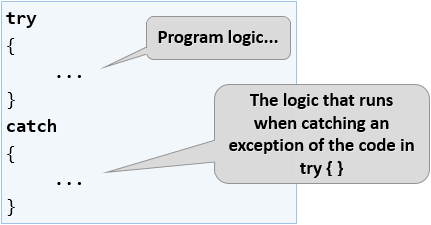 try
{
Program logic...
...
}
catch
{
The logic that runs
when catching an
exception of the code in
try { }
...
}